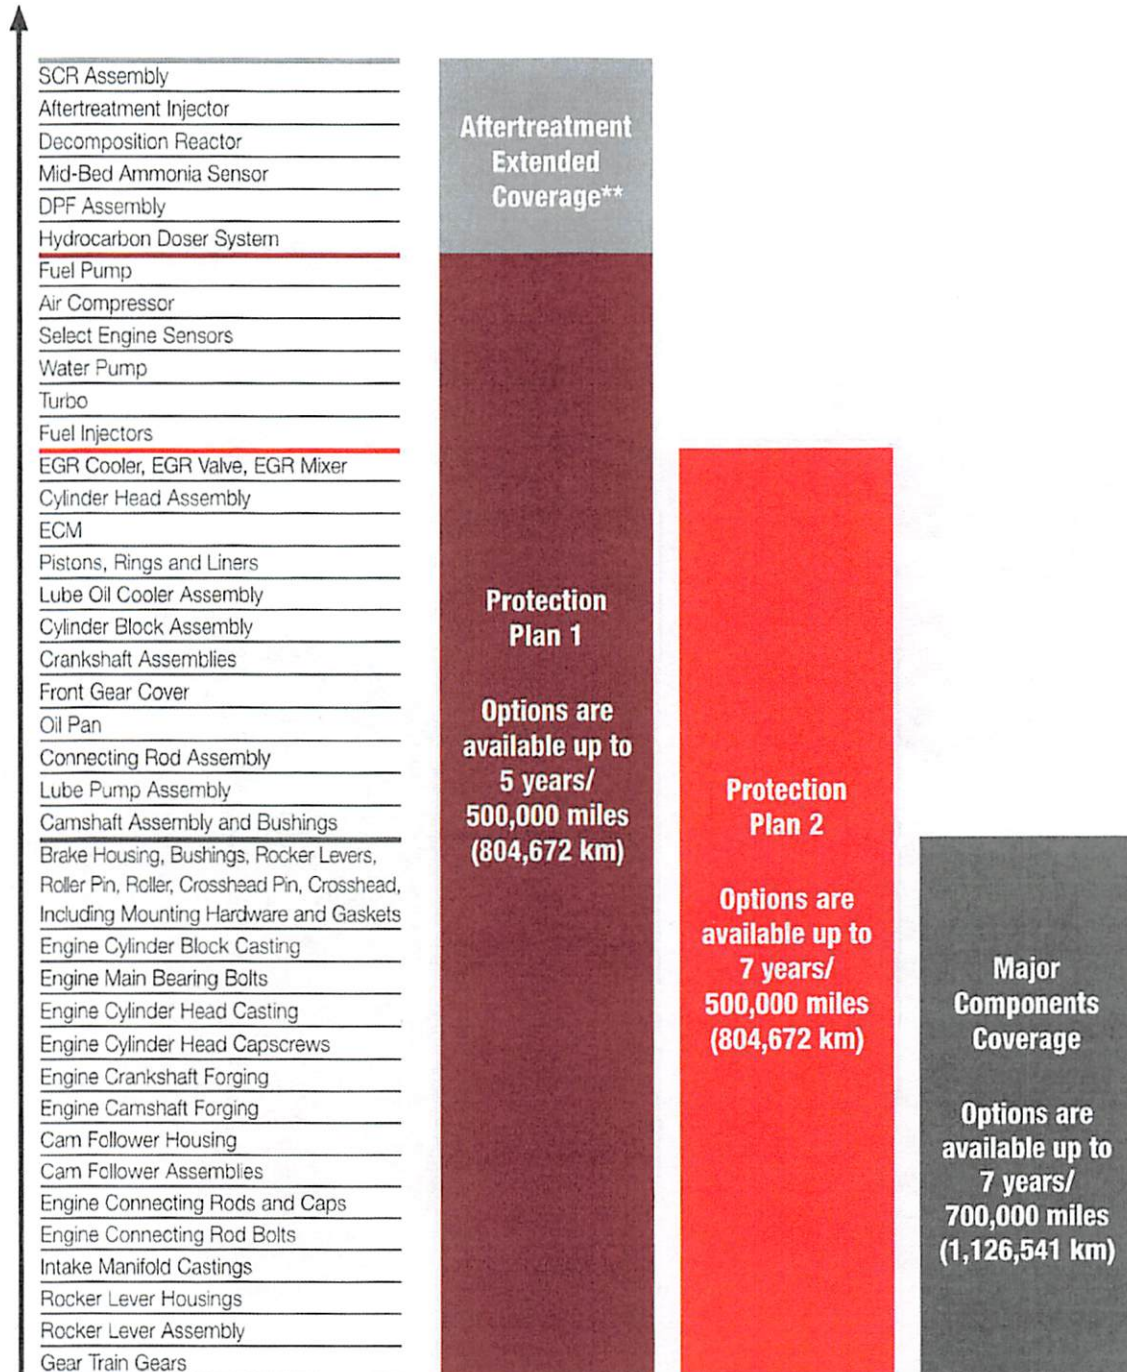 SCR Assembly
Aftertreatment Injector
Decomposition Reactor
Mid-Bed Ammonia Sensor
DPF Assembly
Hydrocarbon Doser System
Fuel Pump
Air Compressor
Select Engine Sensors
Water Pump
Turbo
Fuel Injectors
EGR Cooler, EGR Valve, EGR Mixer
Cylinder Head Assembly
ECM
Pistons, Rings and Liners
Lube Oil Cooler Assembly
Cylinder Block Assembly
Crankshaft Assemblies
Front Gear Cover
Oil Pan
Connecting Rod Assembly
Lube Pump Assembly
Camshaft Assembly and Bushings
Brake Housing, Bushings, Rocker Levers,
Roller Pin, Roller, Crosshead Pin, Crosshead,
Including Mounting Hardware and Gaskets
Engine Cylinder Block Casting
Engine Main Bearing Bolts
Engine Cylinder Head Casting
Engine Cylinder Head Capscrews
Engine Crankshaft Forging
Engine Camshaft Forging
Cam Follower Housing
Cam Follower Assemblies
Engine Connecting Rods and Caps
Engine Connecting Rod Bolts
Intake Manifold Castings
Rocker Lever Housings
Rocker Lever Assembly
Gear Train Gears
Aftertreatment
Extended
Coverage**
Protection
Plan 1
Options are
available up to
5 years/
500,000 miles
(804,672 km)
Protection
Plan 2
Options are
available up to
7 years/
500,000 miles
(804,672 km)
Major
Components
Coverage
Options are
available up to
7 years/
700,000 miles
(1,126,541 km)